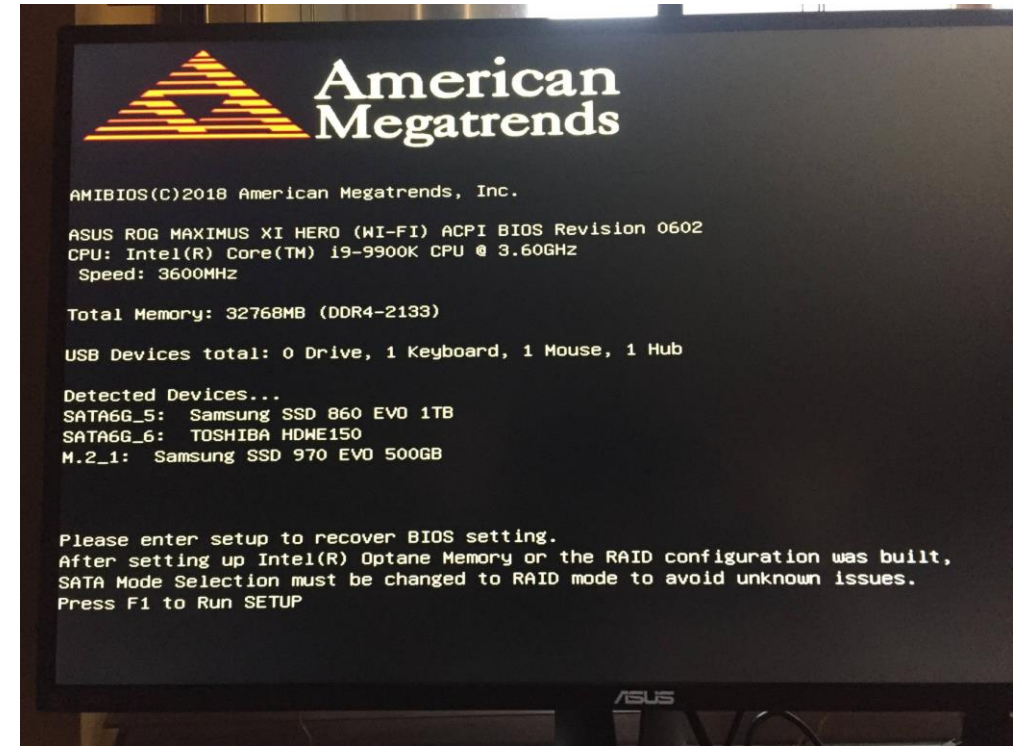 American
Megatrends
AMIBIOS(C)2018 American Megatrends, Inc.
ASUS ROG MAXIMUS XI HERO (WI-FI) ACPI BIOS Revision 0602
CPU: Intel(R) Core(TM) i9-9900K CPU @ 3.60GHz
Speed: 3600MHz
Total Memory: 32768MB (DDR4-2133)
USB Devices total: 0 Drive, 1 Keyboard, 1 Mouse, 1 Hub
Detected Devices...
SATA6G_5: Samsung SSD 860 EVO 1TB
SATA6G_6: TOSHIBA HDWE150
M.2_1: Samsung SSD 970 EVO 500GB
Please enter setup to recover BIOS setting.
After setting up Intel(R) Optane Memory or the RAID configuration was built,
SATA Mode Selection must be changed to RAID mode to avoid unknown issues.
Press F1 to Run SETUP
ASUS